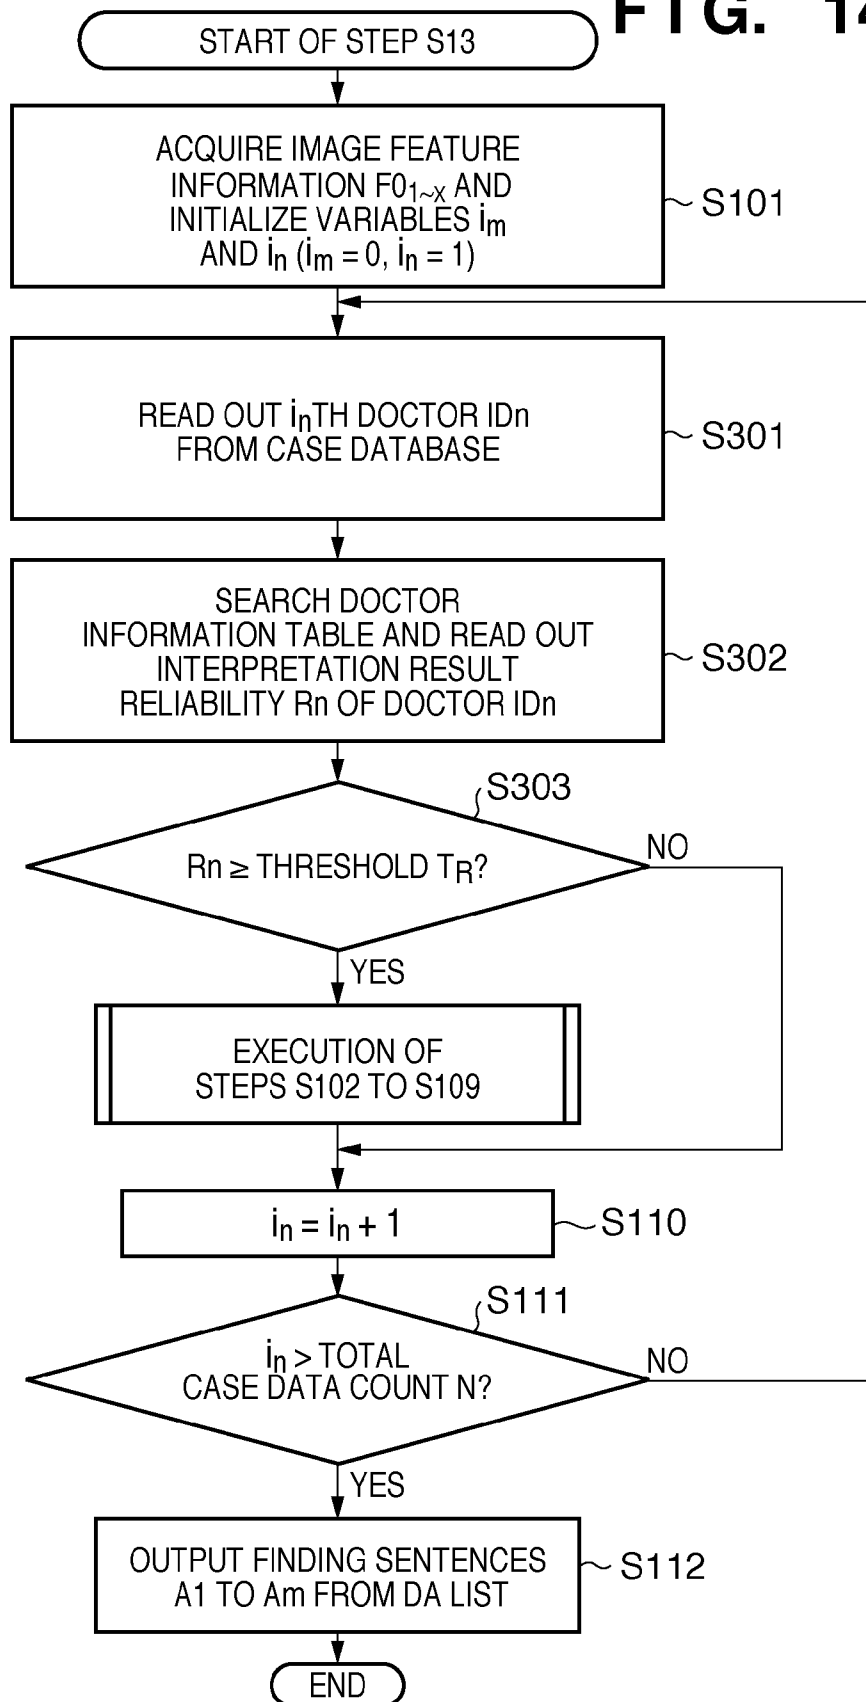 FIG. 14
START OF STEP S13
ACQUIRE IMAGE FEATURE
INFORMATION F01~X AND
INITIALIZE VARIABLES im
AND in (im = 0, in = 1)
S101
READ OUT inTH DOCTOR IDn
FROM CASE DATABASE
S301
SEARCH DOCTOR
INFORMATION TABLE AND READ OUT
INTERPRETATION RESULT
RELIABILITY Rn OF DOCTOR IDn
S302
S303
Rn ≥ THRESHOLD TR?
NO
YES
EXECUTION OF
STEPS S102 TO S109
in = in + 1
S110
S111
in > TOTAL
CASE DATA COUNT N?
NO
YES
OUTPUT FINDING SENTENCES
A1 TO Am FROM DA LIST
S112
END